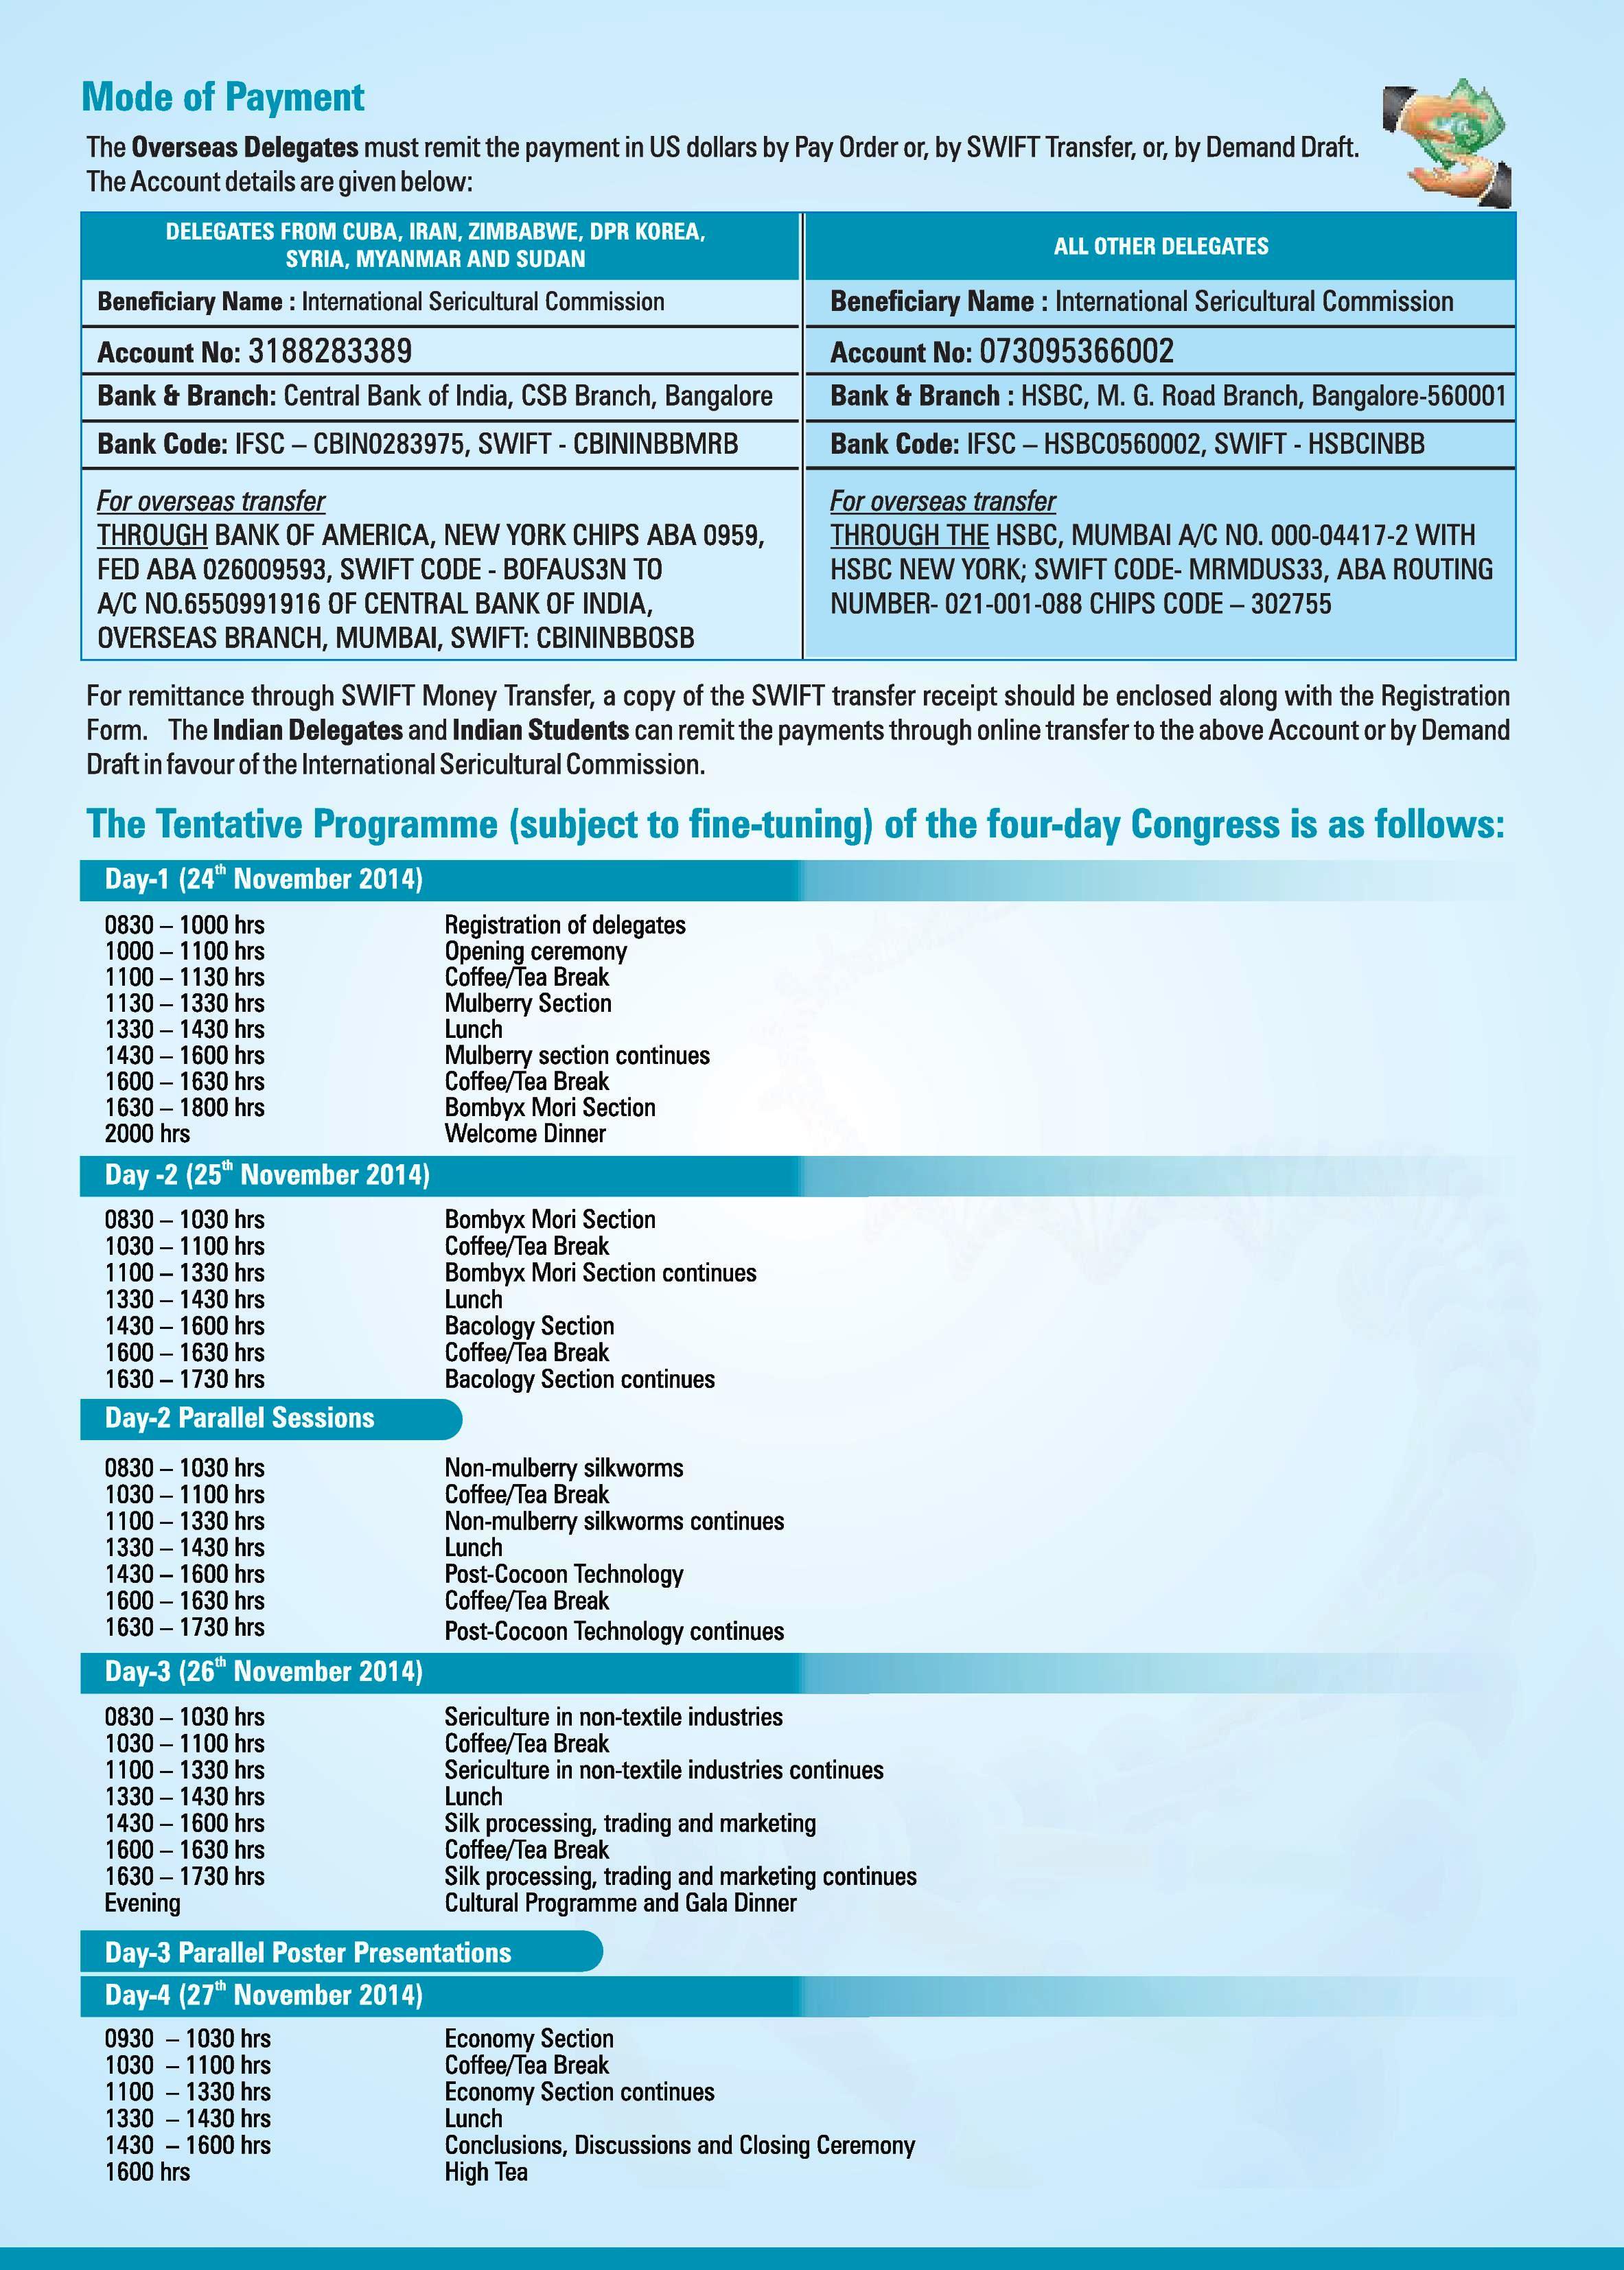 Mode of Payment
The Overseas Delegates must remit the payment in US dollars by Pay Order or, by SWIFT Transfer, or, by Demand Draft.
The Account details are given below:
DELEGATES FROM CUBA, IRAN, ZIMBABWE, DPR KOREA,
SYRIA, MYANMAR AND SUDAN
Beneficiary Name : International Sericultural Commission
Account No: 3188283389
Bank & Branch: Central Bank of India, CSB Branch, Bangalore
Bank Code: IFSC – CBIN0283975, SWIFT - CBININBBMRB
For overseas transfer
THROUGH BANK OF AMERICA, NEW YORK CHIPS ABA 0959,
FED ABA 026009593, SWIFT CODE - BOFAUS3N TO
A/C NO.6550991916 OF CENTRAL BANK OF INDIA,
OVERSEAS BRANCH, MUMBAI, SWIFT: CBININBBOSB
ALL OTHER DELEGATES
Beneficiary Name : International Sericultural Commission
Account No: 073095366002
Bank & Branch : HSBC, M. G. Road Branch, Bangalore-560001
Bank Code: IFSC – HSBC0560002, SWIFT - HSBCINBB
For overseas transfer
THROUGH THE HSBC, MUMBAI A/C NO. 000-04417-2 WITH
HSBC NEW YORK; SWIFT CODE- MRMDUS33, ABA ROUTING
NUMBER- 021-001-088 CHIPS CODE – 302755
For remittance through SWIFT Money Transfer, a copy of the SWIFT transfer receipt should be enclosed along with the Registration
Form. The Indian Delegates and Indian Students can remit the payments through online transfer to the above Account or by Demand
Draft in favour of the International Sericultural Commission.
The Tentative Programme (subject to fine-tuning) of the four-day Congress is as follows:
Day-1 (24th November 2014)
0830 – 1000 hrs Registration of delegates
1000 – 1100 hrs Opening ceremony
1100 – 1130 hrs Coffee/Tea Break
1130 – 1330 hrs Mulberry Section
1330 – 1430 hrs Lunch
1430 – 1600 hrs Mulberry section continues
1600 – 1630 hrs Coffee/Tea Break
1630 – 1800 hrs Bombyx Mori Section
2000 hrs Welcome Dinner
Day -2 (25th November 2014)
0830 – 1030 hrs Bombyx Mori Section
1030 – 1100 hrs Coffee/Tea Break
1100 – 1330 hrs Bombyx Mori Section continues
1330 – 1430 hrs Lunch
1430 – 1600 hrs Bacology Section
1600 – 1630 hrs Coffee/Tea Break
1630 – 1730 hrs Bacology Section continues
Day-2 Parallel Sessions
0830 – 1030 hrs Non-mulberry silkworms
1030 – 1100 hrs Coffee/Tea Break
1100 – 1330 hrs Non-mulberry silkworms continues
1330 – 1430 hrs Lunch
1430 – 1600 hrs Post-Cocoon Technology
1600 – 1630 hrs Coffee/Tea Break
1630 – 1730 hrs Post-Cocoon Technology continues
Day-3 (26th November 2014)
0830 – 1030 hrs Sericulture in non-textile industries
1030 – 1100 hrs Coffee/Tea Break
1100 – 1330 hrs Sericulture in non-textile industries continues
1330 – 1430 hrs Lunch
1430 – 1600 hrs Silk processing, trading and marketing
1600 – 1630 hrs Coffee/Tea Break
1630 – 1730 hrs Silk processing, trading and marketing continues
Evening Cultural Programme and Gala Dinner
Day-3 Parallel Poster Presentations
Day-4 (27th November 2014)
0930 – 1030 hrs Economy Section
1030 – 1100 hrs Coffee/Tea Break
1100 – 1330 hrs Economy Section continues
1330 – 1430 hrs Lunch
1430 – 1600 hrs Conclusions, Discussions and Closing Ceremony
1600 hrs High Tea